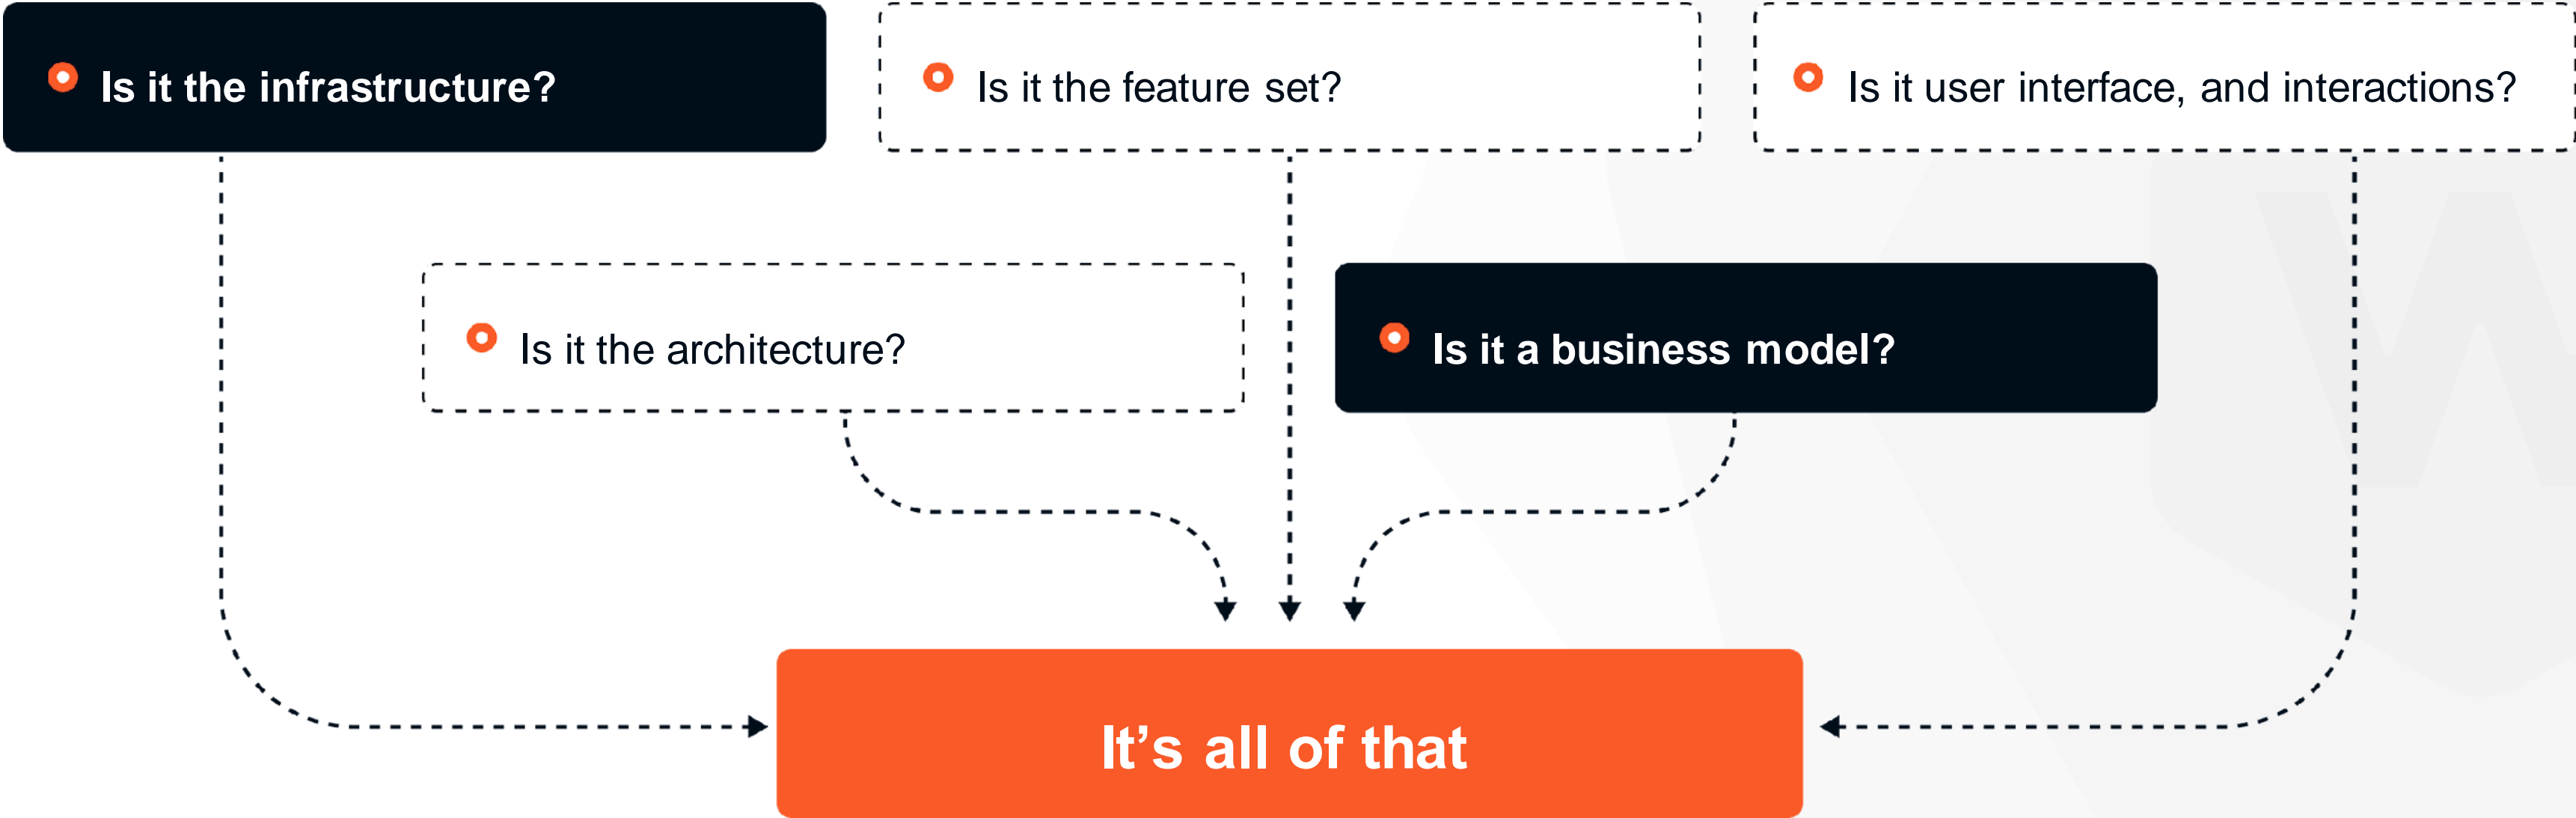 Is it the infrastructure?
Is it the feature set?
Is it user interface, and interactions?
Is it the architecture?
Is it a business model?
It’s all of that